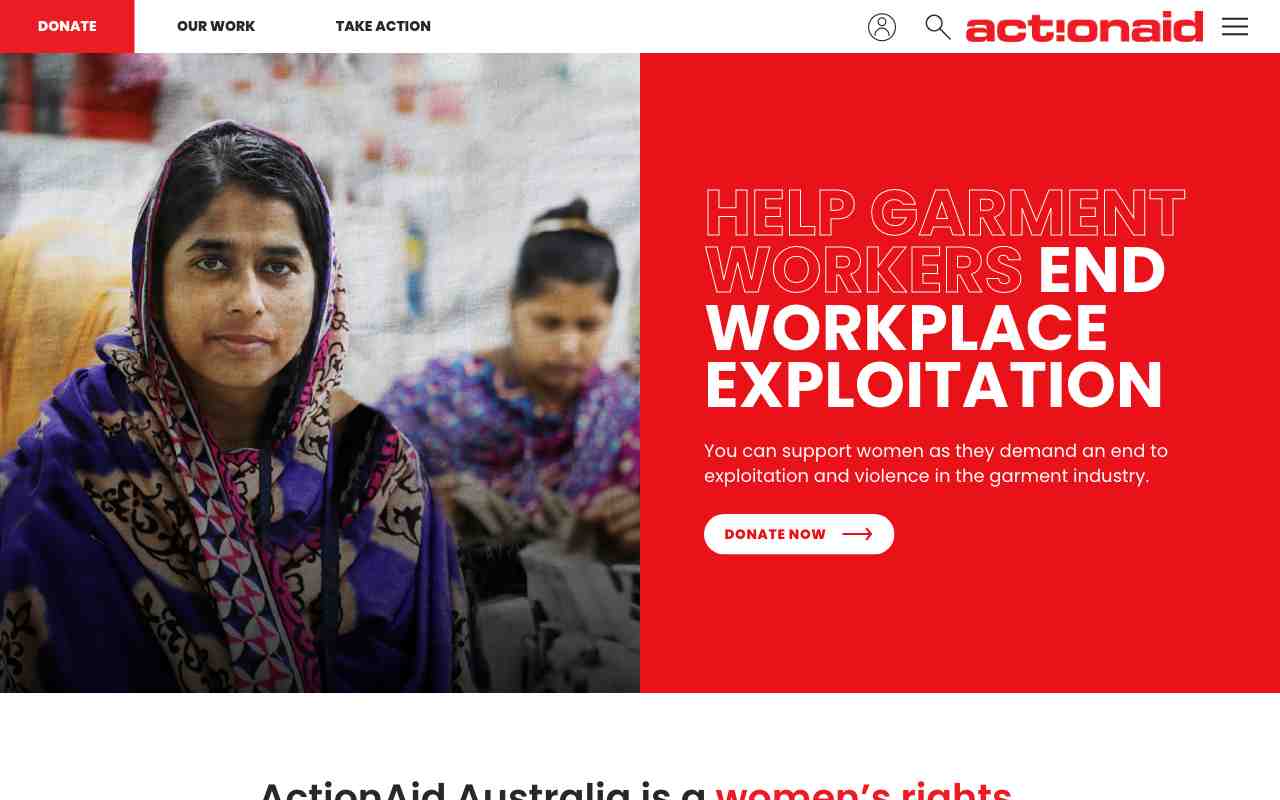 DONATE
OUR WORK
TAKE ACTION
act!onaid
HELP GARMENT
WORKERS END
WORKPLACE
EXPLOITATION
You can support women as they demand an end to
exploitation and violence in the garment industry.
DONATE NOW
ActionAid Australia is a women's rights